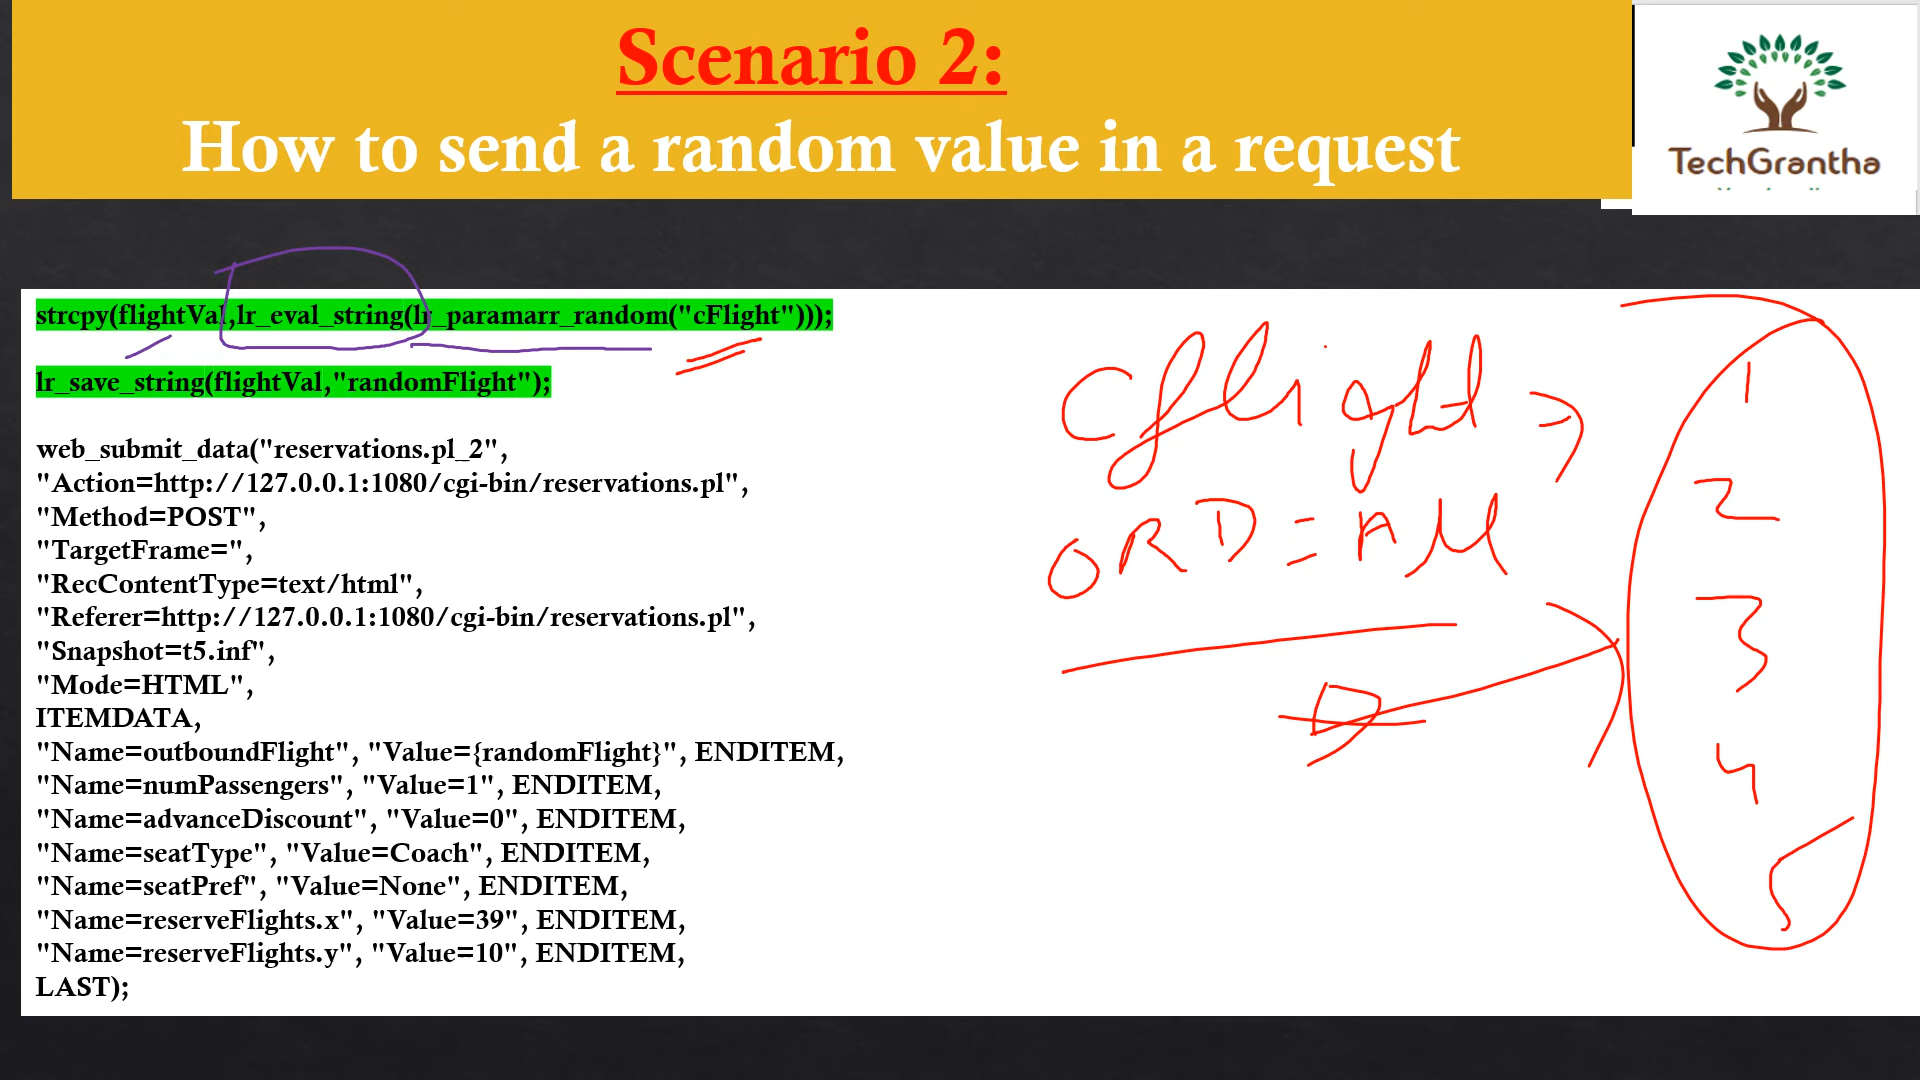 Scenario 2:
How to send a random value in a request
TechGrantha
strcpy(flightVal,lr_eval_string(lr_paramarr_random("cFlight")));
lr_save_string(flightVal,"randomFlight");
web_submit_data("reservations.pl_2",
"Action=http://127.0.0.1:1080/cgi-bin/reservations.pl",
"Method=POST",
"TargetFrame=",
"RecContentType=text/html",
"Referer=http://127.0.0.1:1080/cgi-bin/reservations.pl",
"Snapshot=t5.inf",
"Mode=HTML",
ITEMDATA,
"Name=outboundFlight", "Value={randomFlight}", ENDITEM,
"Name=numPassengers", "Value=1", ENDITEM,
"Name=advanceDiscount", "Value=0", ENDITEM,
"Name=seatType", "Value=Coach", ENDITEM,
"Name=seatPref", "Value=None", ENDITEM,
"Name=reserveFlights.x", "Value=39", ENDITEM,
"Name=reserveFlights.y", "Value=10", ENDITEM,
LAST);
cflight
ORD = All
1
2
3
4
5